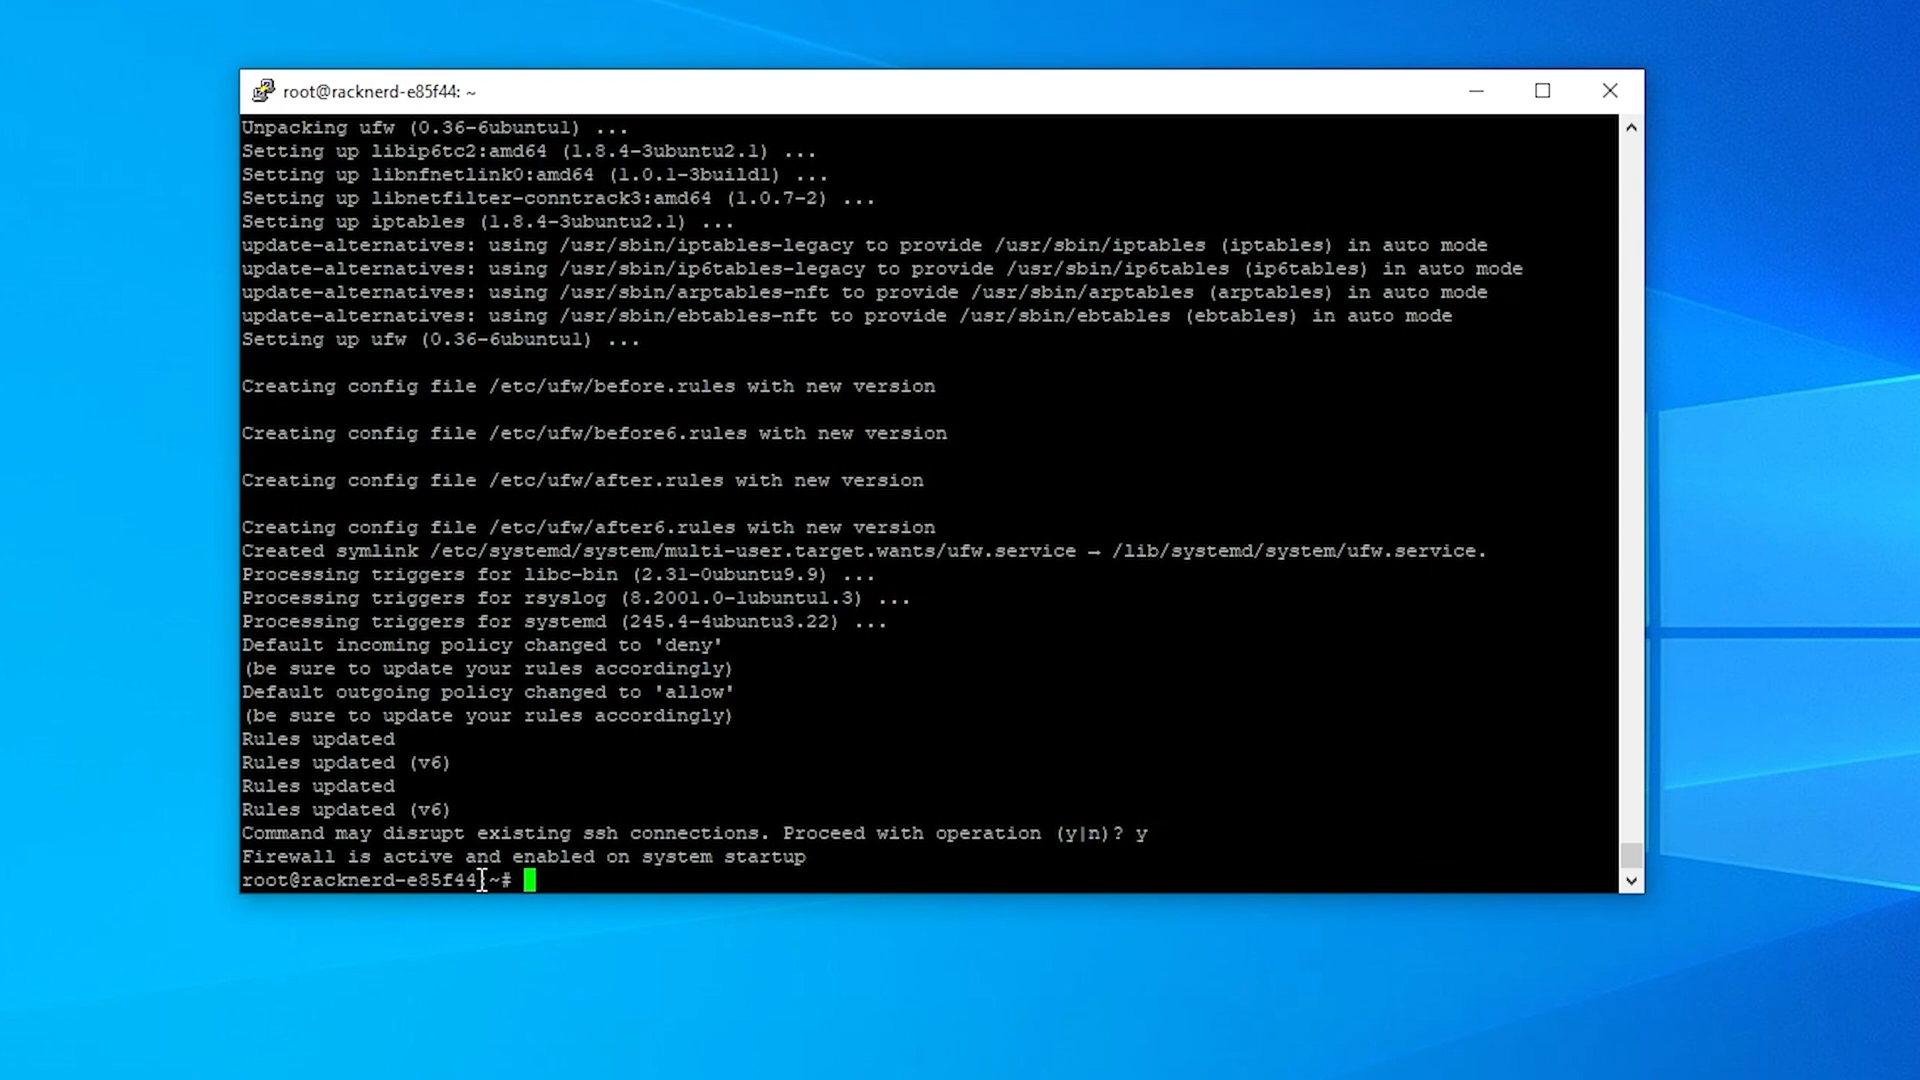 root@racknerd-e85f44: ~
Unpacking ufw (0.36-6ubuntu1) ...
Setting up libip6tc2:amd64 (1.8.4-3ubuntu2.1) ...
Setting up libnfnetlink0:amd64 (1.0.1-3build1) ...
Setting up libnetfilter-conntrack3:amd64 (1.0.7-2) ...
Setting up iptables (1.8.4-3ubuntu2.1) ...
update-alternatives: using /usr/sbin/iptables-legacy to provide /usr/sbin/iptables (iptables) in auto mode
update-alternatives: using /usr/sbin/ip6tables-legacy to provide /usr/sbin/ip6tables (ip6tables) in auto mode
update-alternatives: using /usr/sbin/arptables-nft to provide /usr/sbin/arptables (arptables) in auto mode
update-alternatives: using /usr/sbin/ebtables-nft to provide /usr/sbin/ebtables (ebtables) in auto mode
Setting up ufw (0.36-6ubuntu1) ...
Creating config file /etc/ufw/before.rules with new version
Creating config file /etc/ufw/before6.rules with new version
Creating config file /etc/ufw/after.rules with new version
Creating config file /etc/ufw/after6.rules with new version
Created symlink /etc/systemd/system/multi-user.target.wants/ufw.service → /lib/systemd/system/ufw.service.
Processing triggers for libc-bin (2.31-0ubuntu9.9) ...
Processing triggers for rsyslog (8.2001.0-1ubuntu1.3) ...
Processing triggers for systemd (245.4-4ubuntu3.22) ...
Default incoming policy changed to 'deny'
(be sure to update your rules accordingly)
Default outgoing policy changed to 'allow'
(be sure to update your rules accordingly)
Rules updated
Rules updated (v6)
Rules updated
Rules updated (v6)
Command may disrupt existing ssh connections. Proceed with operation (y|n)? y
Firewall is active and enabled on system startup
root@racknerd-e85f44:~#